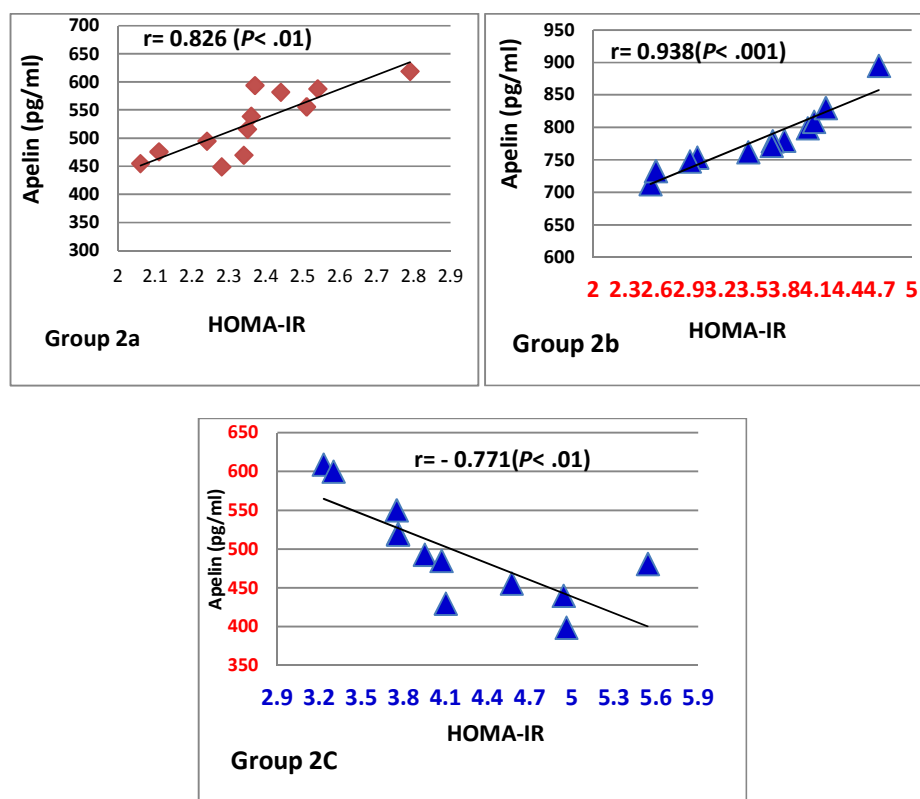 700
650
600
550
500
450
400
350
300
Apelin (pg/ml)
r= 0.826 (P< .01)
2 2.1 2.2 2.3 2.4 2.5 2.6 2.7 2.8 2.9
HOMA-IR
Group 2a
950
900
850
800
750
700
650
600
Apelin (pg/ml)
r= 0.938(P< .001)
2 2.32.62.93.23.53.84.14.44.7 5
HOMA-IR
Group 2b
650
600
550
500
450
400
350
Apelin (pg/ml)
r= - 0.771(P< .01)
2.9 3.2 3.5 3.8 4.1 4.4 4.7 5 5.3 5.6 5.9
HOMA-IR
Group 2C